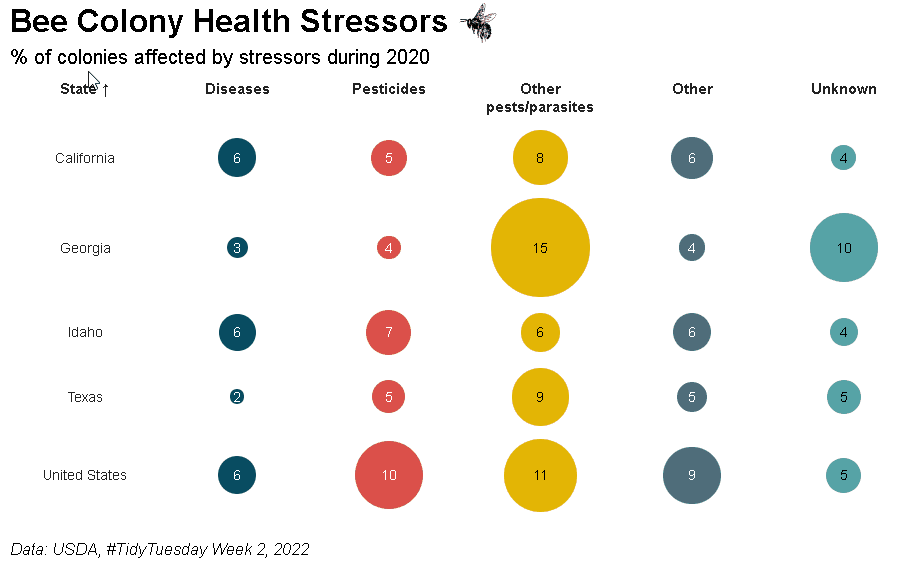 Bee Colony Health Stressors
% of colonies affected by stressors during 2020
State ↑ Diseases Pesticides Other Other Unknown
pests/parasites
California 6 5 8 6 4
Georgia 3 4 15 4 10
Idaho 6 7 6 6 4
Texas 2 5 9 5 5
United States 6 10 11 9 5
Data: USDA, #TidyTuesday Week 2, 2022